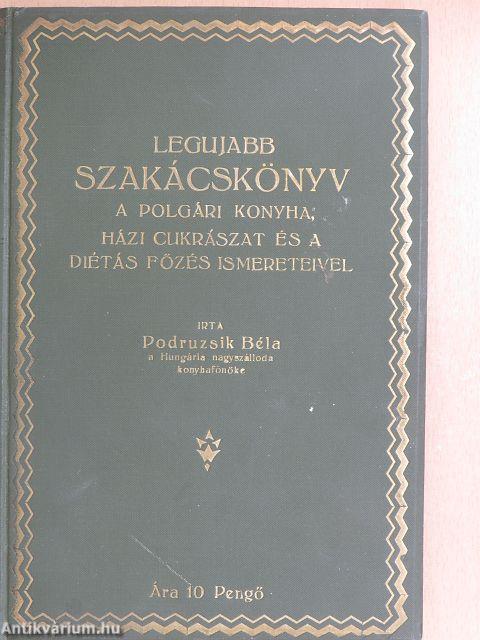 LEGUJABB
SZAKÁCSKÖNYV
A POLGÁRI KONYHA,
HÁZI CUKRÁSZAT ÉS A
DIÉTÁS FŐZÉS ISMERETEIVEL
IRTA
Podruzsik Béla
a Hungária nagyszálloda
konyhafőnöke
Ára 10 Pengő
Antikvárium.hu